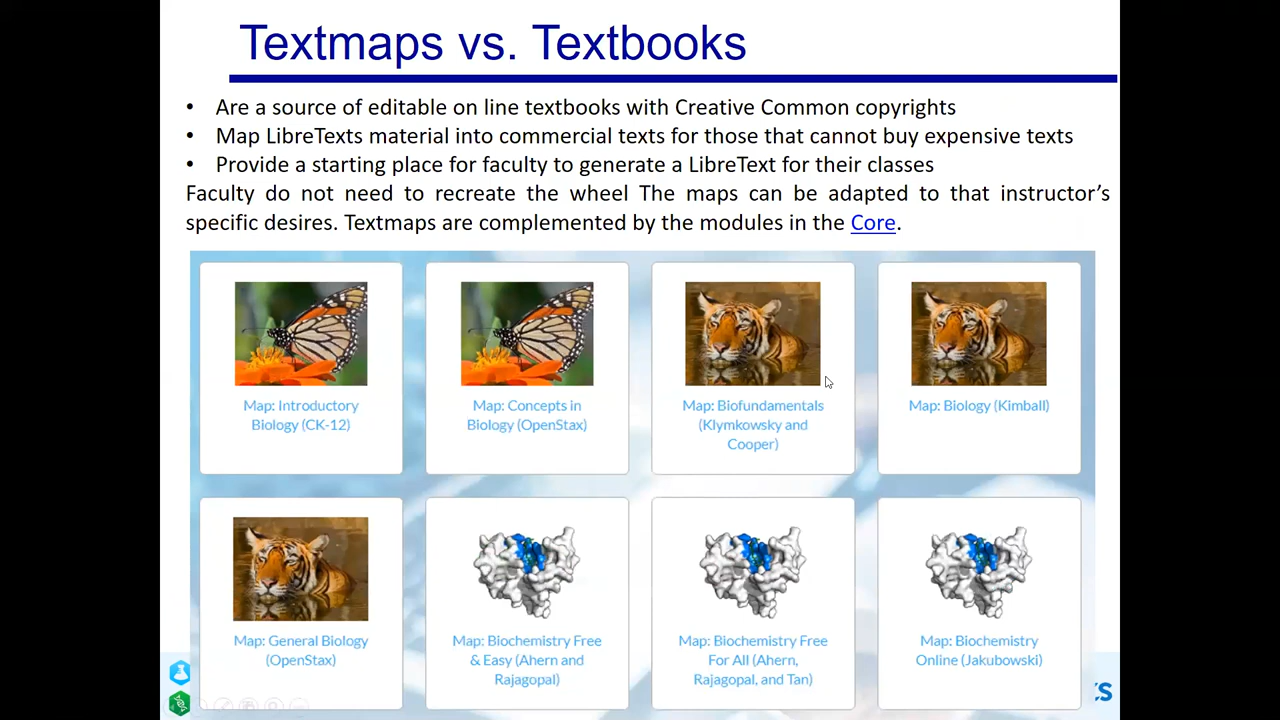 Textmaps vs. Textbooks
• Are a source of editable on line textbooks with Creative Common copyrights
• Map LibreTexts material into commercial texts for those that cannot buy expensive texts
• Provide a starting place for faculty to generate a LibreText for their classes
Faculty do not need to recreate the wheel The maps can be adapted to that instructor’s
specific desires. Textmaps are complemented by the modules in the Core.
Map: Introductory
Biology (CK-12)
Map: Concepts in
Biology (OpenStax)
Map: Biofundamentals
(Klymkowsky and
Cooper)
Map: Biology (Kimball)
Map: General Biology
(OpenStax)
Map: Biochemistry Free
& Easy (Ahern and
Rajagopal)
Map: Biochemistry Free
For All (Ahern,
Rajagopal, and Tan)
Map: Biochemistry
Online (Jakubowski)